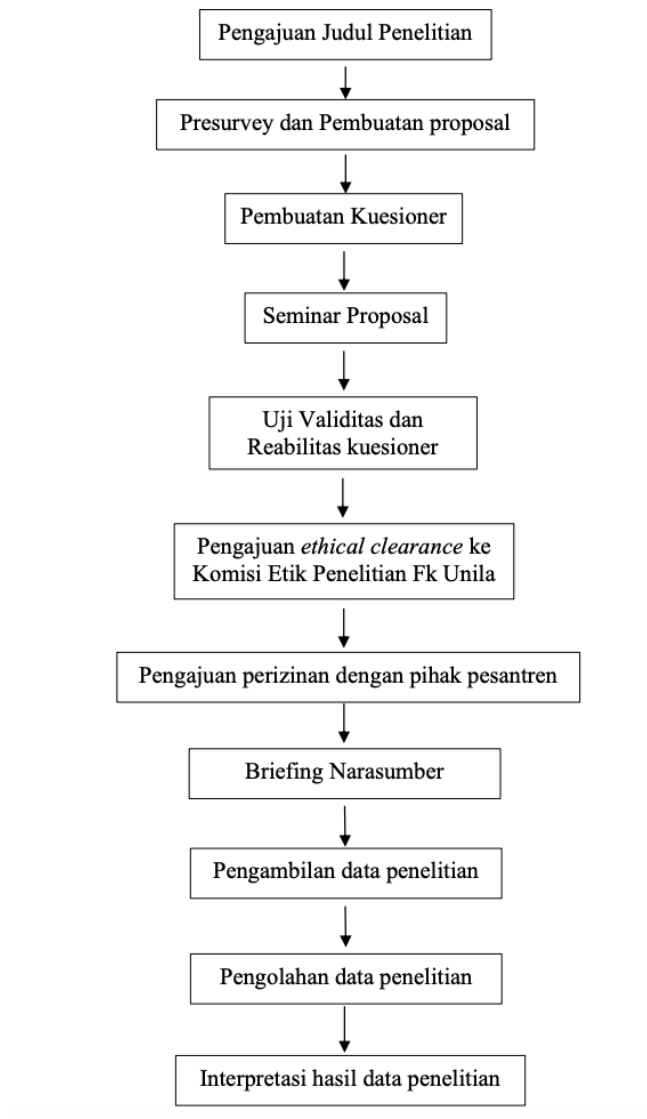 Pengajuan Judul Penelitian
Presurvey dan Pembuatan proposal
Pembuatan Kuesioner
Seminar Proposal
Uji Validitas dan
Reabilitas kuesioner
Pengajuan ethical clearance ke
Komisi Etik Penelitian Fk Unila
Pengajuan perizinan dengan pihak pesantren
Briefing Narasumber
Pengambilan data penelitian
Pengolahan data penelitian
Interpretasi hasil data penelitian